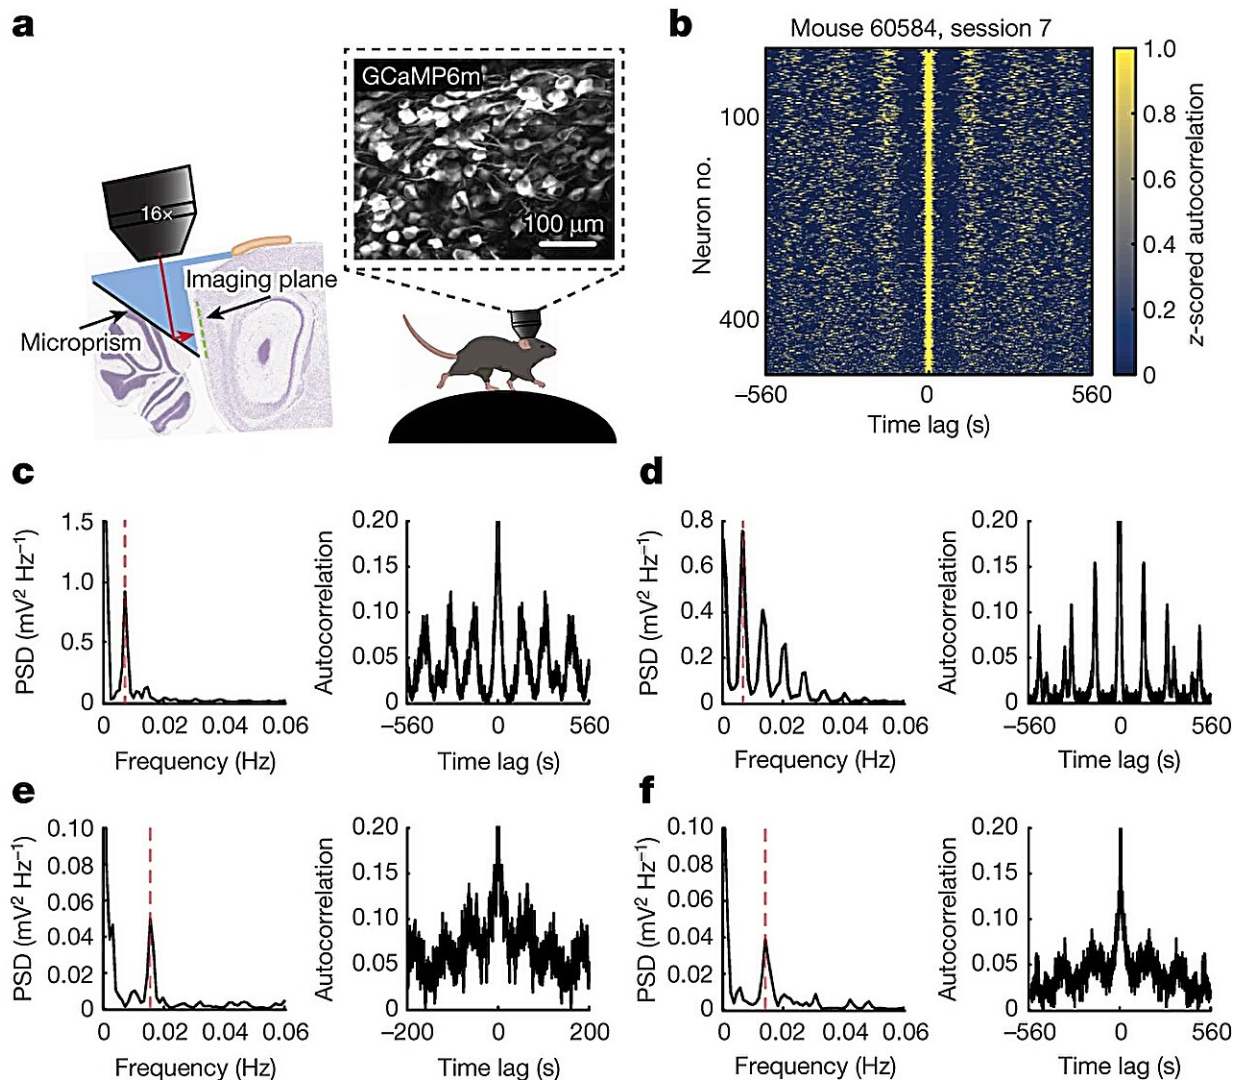 a
GCaMP6m
100 µm
16×
Imaging plane
Microprism
b
Mouse 60584, session 7
Neuron no.
100
400
–560
0
560
Time lag (s)
1.0
0.8
0.6
0.4
0.2
0
z-scored autocorrelation
c
PSD (mV² Hz⁻¹)
1.5
1.0
0.5
0
0 0.02 0.04 0.06
Frequency (Hz)
Autocorrelation
0.20
0.15
0.10
0.05
0
–560 0 560
Time lag (s)
d
PSD (mV² Hz⁻¹)
0.8
0.6
0.4
0.2
0
0 0.02 0.04 0.06
Frequency (Hz)
Autocorrelation
0.20
0.15
0.10
0.05
0
–560 0 560
Time lag (s)
e
PSD (mV² Hz⁻¹)
0.10
0.08
0.06
0.04
0.02
0
0 0.02 0.04 0.06
Frequency (Hz)
Autocorrelation
0.20
0.15
0.10
0.05
0
–200 0 200
Time lag (s)
f
PSD (mV² Hz⁻¹)
0.10
0.08
0.06
0.04
0.02
0
0 0.02 0.04 0.06
Frequency (Hz)
Autocorrelation
0.20
0.15
0.10
0.05
0
–560 0 560
Time lag (s)